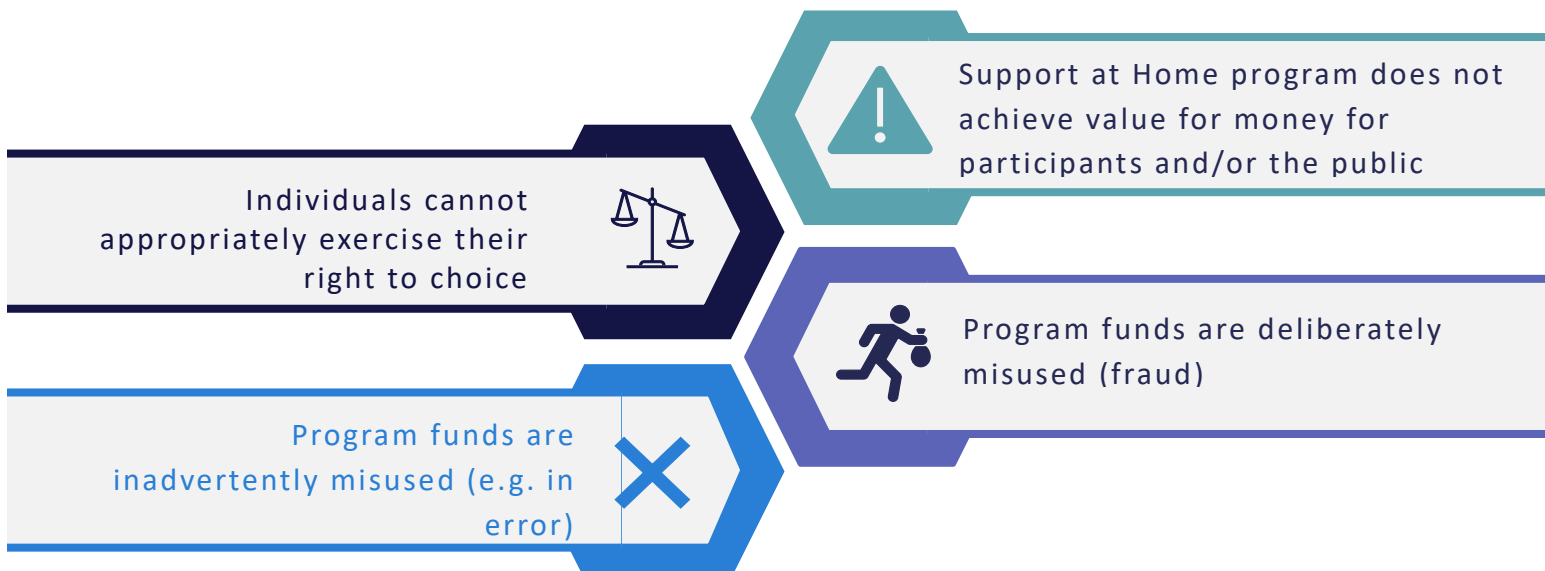 Support at Home program does not
achieve value for money for
participants and/or the public
Individuals cannot
appropriately exercise their
right to choice
Program funds are deliberately
misused (fraud)
Program funds are
inadvertently misused (e.g. in
error)